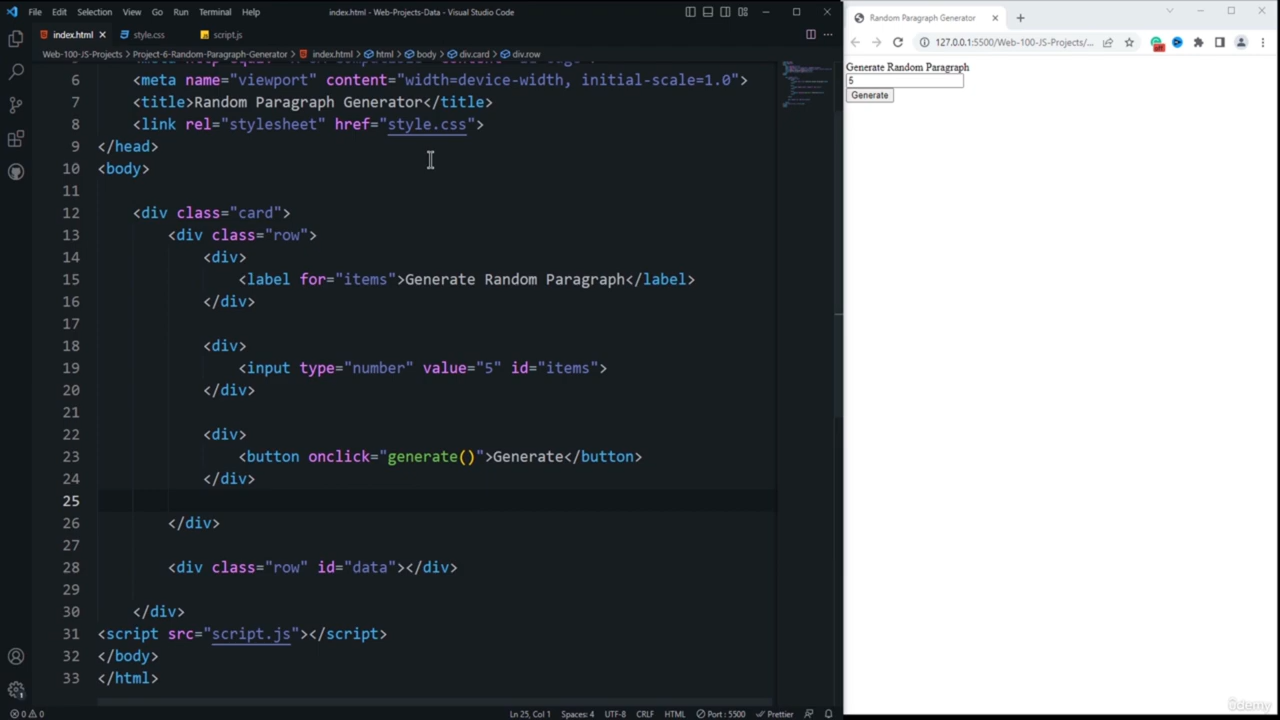 File Edit Selection View Go Run Terminal Help index.html - Web-Projects-Data - Visual Studio Code
index.html style.css script.js
Web-100-JS-Projects > Project-6-Random-Paragraph-Generator > index.html > html > body > div.card > div.row
6 <meta name="viewport" content="width=device-width, initial-scale=1.0">
7 <title>Random Paragraph Generator</title>
8 <link rel="stylesheet" href="style.css">
9 </head>
10 <body>
11
12 <div class="card">
13 <div class="row">
14 <div>
15 <label for="items">Generate Random Paragraph</label>
16 </div>
17
18 <div>
19 <input type="number" value="5" id="items">
20 </div>
21
22 <div>
23 <button onclick="generate()">Generate</button>
24 </div>
25
26 </div>
27
28 <div class="row" id="data"></div>
29
30 </div>
31 <script src="script.js"></script>
32 </body>
33 </html>
0 0 Ln 25, Col 1 Spaces: 4 UTF-8 CRLF HTML Port : 5500 Prettier
Random Paragraph Generator
127.0.0.1:5500/Web-100-JS-Projects/...
Generate Random Paragraph
5
Generate
ûdemy